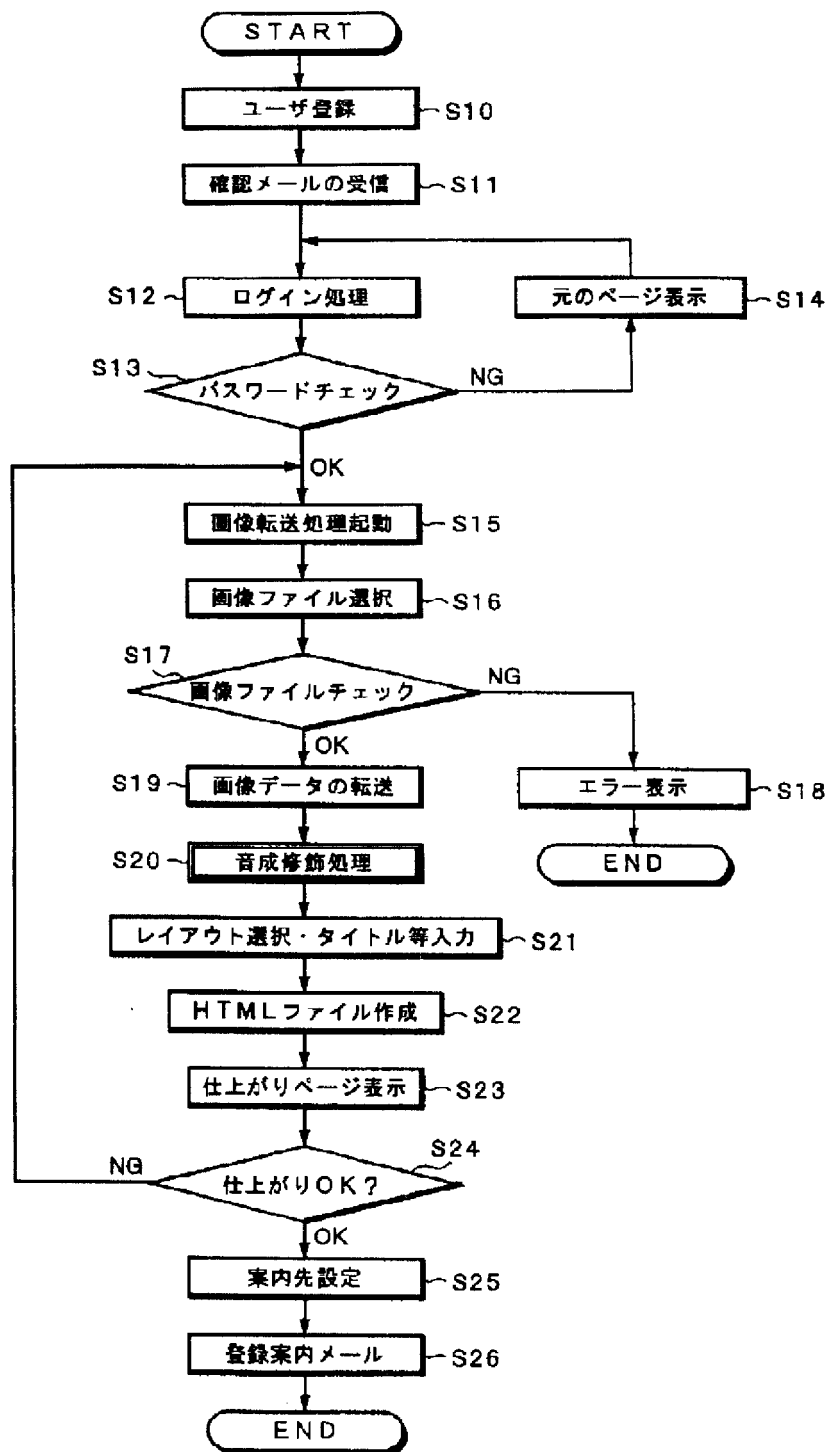 START
ユーザ登録
S10
確認メールの受信
S11
S12
ログイン処理
元のページ表示
S14
S13
パスワードチェック
NG
OK
画像転送処理起動
S15
画像ファイル選択
S16
S17
画像ファイルチェック
NG
OK
S19
画像データの転送
エラー表示
S18
S20
音成修飾処理
END
レイアウト選択・タイトル等入力
S21
HTMLファイル作成
S22
仕上がりページ表示
S23
S24
NG
仕上がりOK?
OK
案内先設定
S25
登録案内メール
S26
END